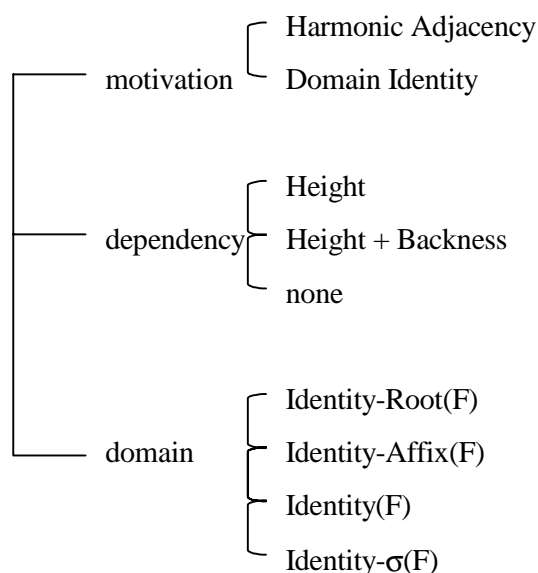 Harmonic Adjacency
motivation Domain Identity
Height
dependency Height + Backness
none
Identity-Root(F)
domain Identity-Affix(F)
Identity(F)
Identity-σ(F)